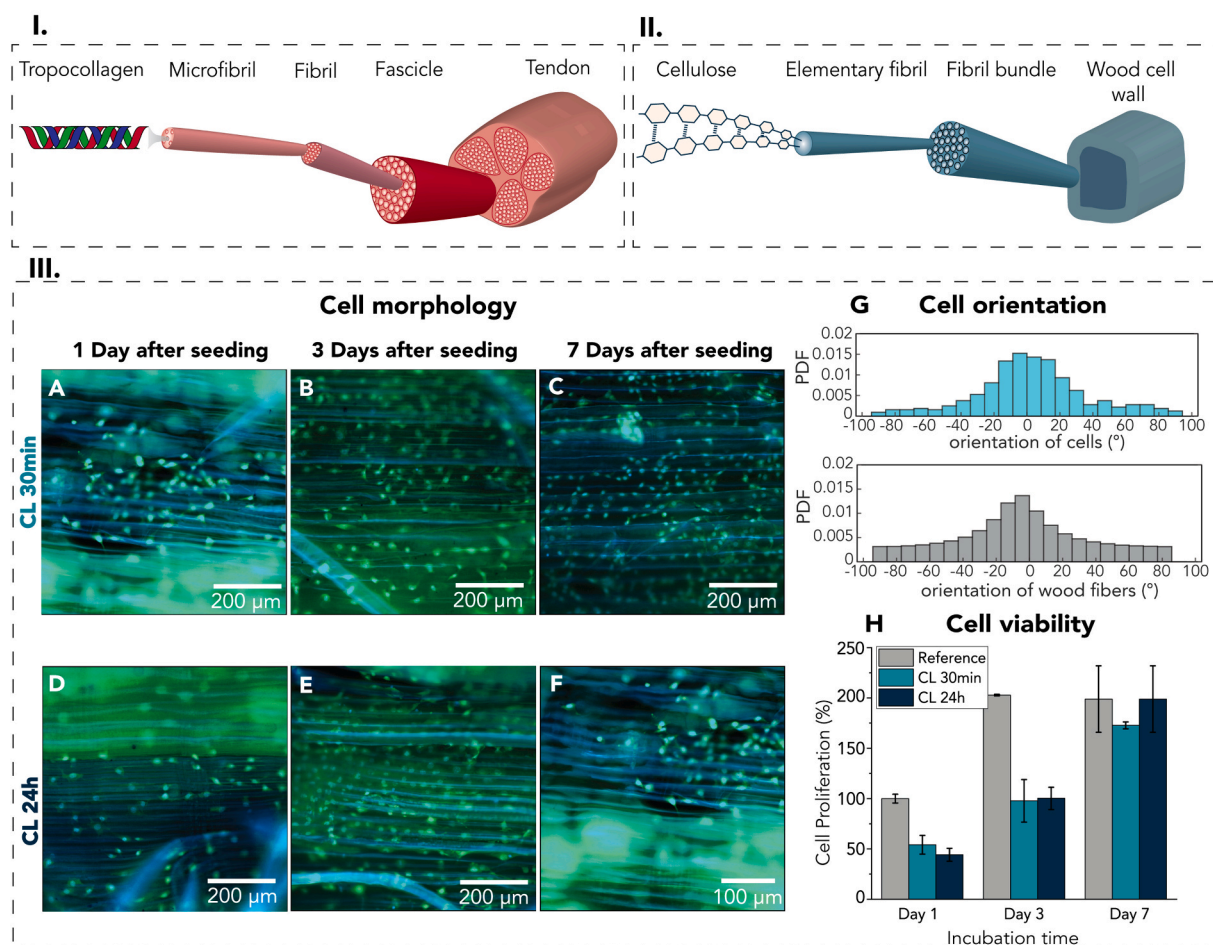 I.
II.
Tropocollagen Microfibril Fibril Fascicle Tendon
Cellulose Elementary fibril Fibril bundle Wood cell
wall
III.
Cell morphology
1 Day after seeding 3 Days after seeding 7 Days after seeding
CL 30min
A
200 µm
B
200 µm
C
200 µm
CL 24h
D
200 µm
E
200 µm
F
100 µm
G Cell orientation
PDF
0.02
0.015
0.01
0.005
0
-100 -80 -60 -40 -20 0 20 40 60 80 100
orientation of cells (°)
PDF
0.02
0.015
0.01
0.005
0
-100 -80 -60 -40 -20 0 20 40 60 80 100
orientation of wood fibers (°)
H Cell viability
Cell Proliferation (%)
250
200
150
100
50
0
Reference
CL 30min
CL 24h
Day 1 Day 3 Day 7
Incubation time